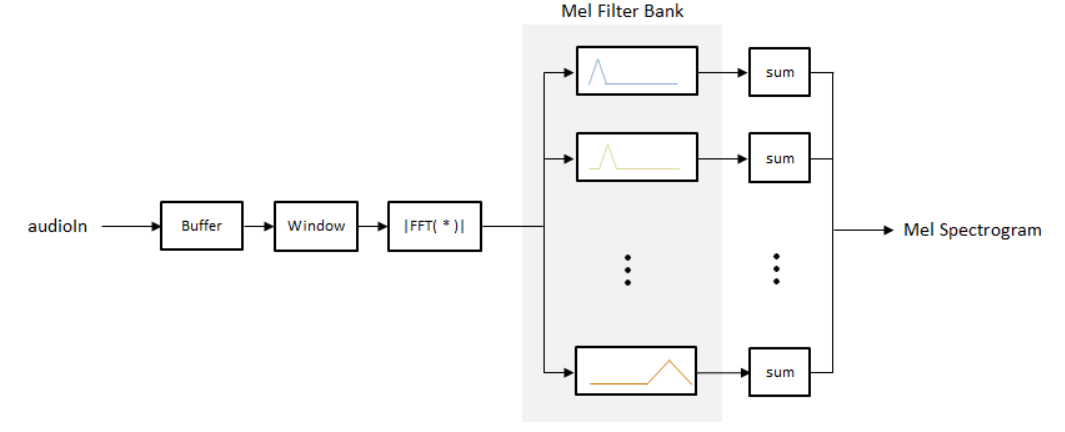 Mel Filter Bank
sum
sum
audioIn
Buffer
Window
|FFT( * )|
Mel Spectrogram
sum